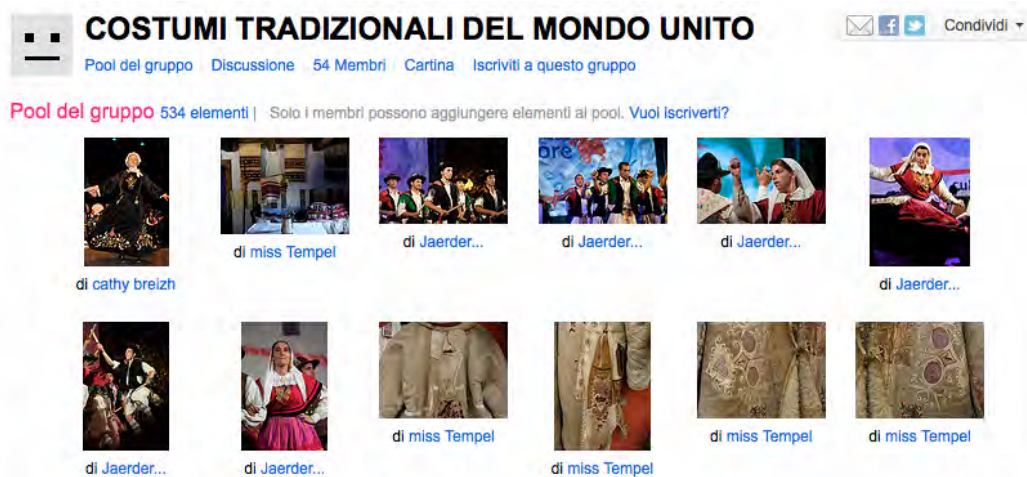 COSTUMI TRADIZIONALI DEL MONDO UNITO
Condividi
Pool del gruppo Discussione 54 Membri Cartina Iscriviti a questo gruppo
Pool del gruppo 534 elementi | Solo i membri possono aggiungere elementi al pool. Vuoi iscriverti?
ore
di cathy breizh
di miss Tempel
di Jaerder...
di Jaerder...
di Jaerder...
di Jaerder...
di Jaerder...
di Jaerder...
di miss Tempel
di miss Tempel
di miss Tempel
di miss Tempel